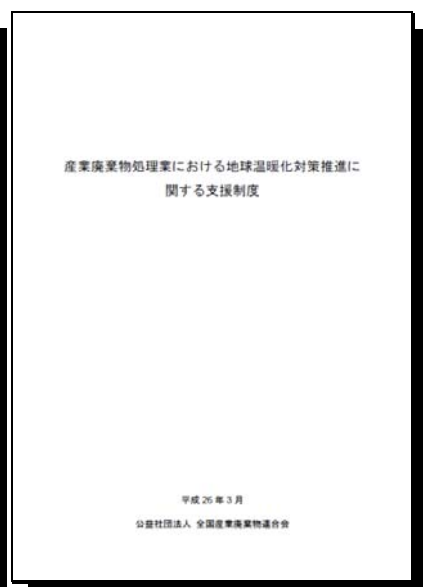 産業廃棄物処理業における地球温暖化対策推進に
関する支援制度
平成 26 年 3 月
公益社団法人 全国産業廃棄物連合会